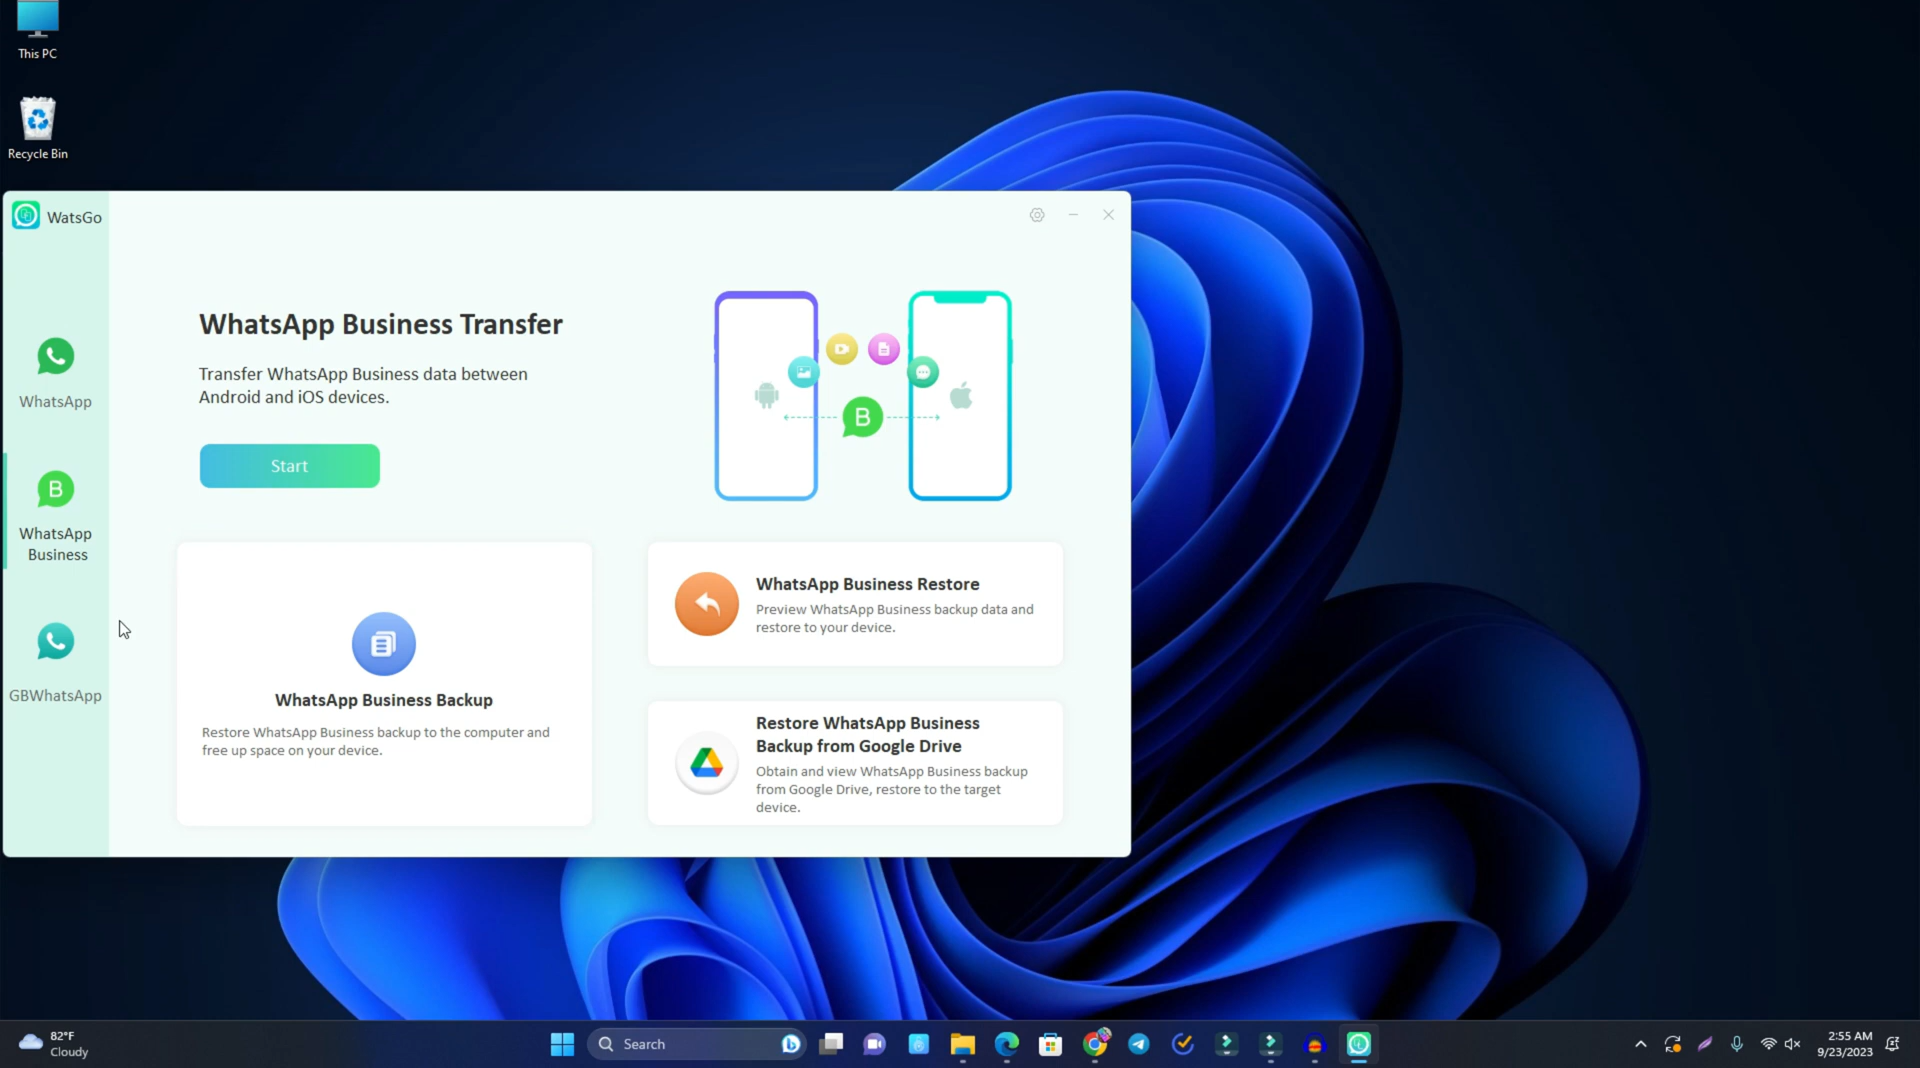 This PC
Recycle Bin
WatsGo
WhatsApp
WhatsApp
Business
GBWhatsApp
WhatsApp Business Transfer
Transfer WhatsApp Business data between
Android and iOS devices.
Start
B
B
WhatsApp Business Backup
Restore WhatsApp Business backup to the computer and
free up space on your device.
WhatsApp Business Restore
Preview WhatsApp Business backup data and
restore to your device.
Restore WhatsApp Business
Backup from Google Drive
Obtain and view WhatsApp Business backup
from Google Drive, restore to the target
device.
82°F
Cloudy
Search
2:55 AM
9/23/2023